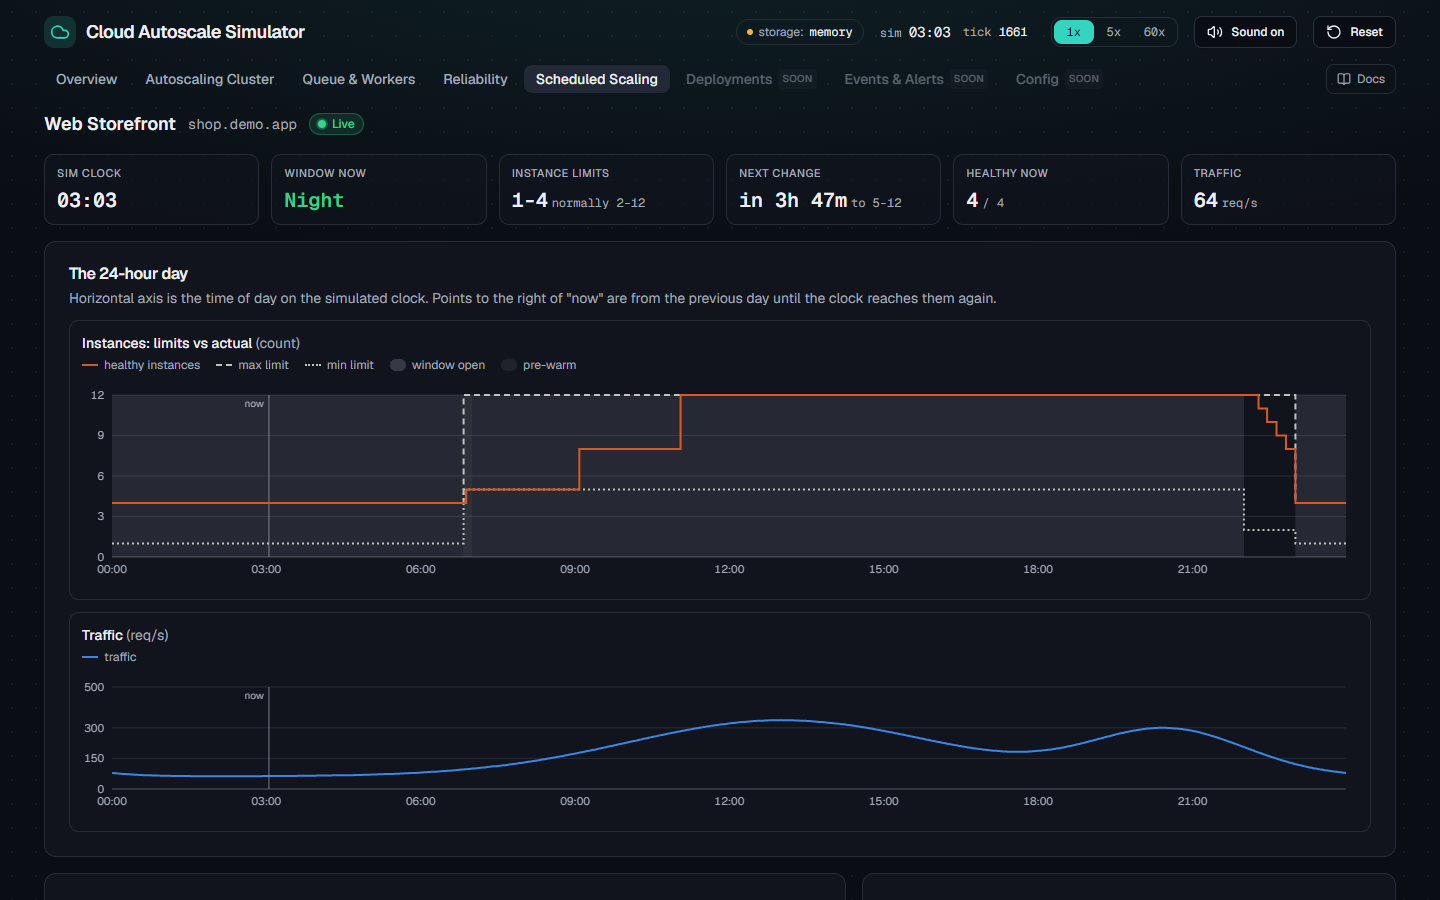 Cloud Autoscale Simulator
storage: memory
sim 03:03 tick 1661
1x 5x 60x
Sound on
Reset
Overview Autoscaling Cluster Queue & Workers Reliability Scheduled Scaling Deployments SOON Events & Alerts SOON Config SOON
Docs
Web Storefront shop.demo.app Live
SIM CLOCK
03:03
WINDOW NOW
Night
INSTANCE LIMITS
1-4 normally 2-12
NEXT CHANGE
in 3h 47m to 5-12
HEALTHY NOW
4 / 4
TRAFFIC
64 req/s
The 24-hour day
Horizontal axis is the time of day on the simulated clock. Points to the right of "now" are from the previous day until the clock reaches them again.
Instances: limits vs actual (count)
healthy instances max limit min limit window open pre-warm
12
now
9
6
3
0
00:00 03:00 06:00 09:00 12:00 15:00 18:00 21:00
Traffic (req/s)
traffic
500
now
300
150
0
00:00 03:00 06:00 09:00 12:00 15:00 18:00 21:00